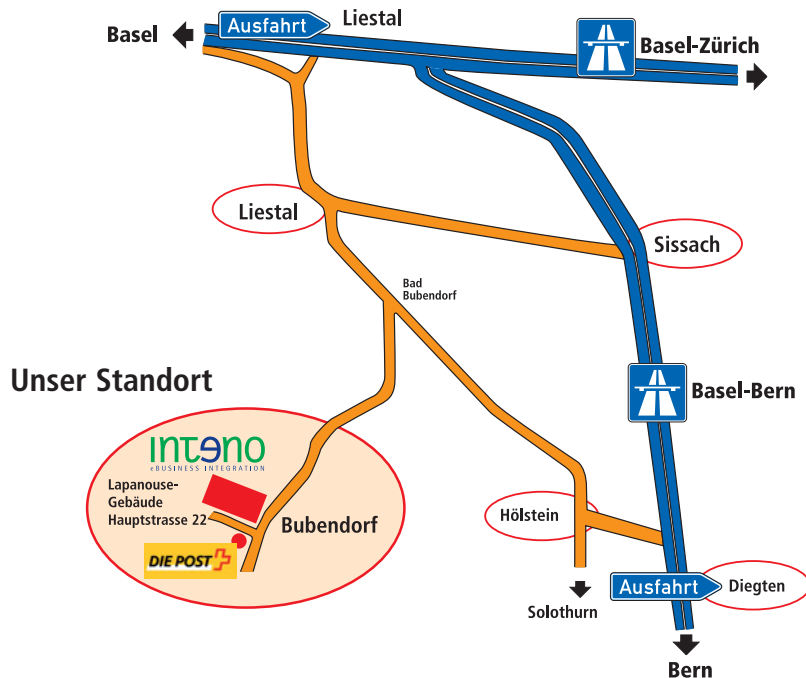 Ausfahrt
Liestal
Basel
Basel-Zürich
Liestal
Sissach
Bad
Bubendorf
Unser Standort
Basel-Bern
inteno
eBUSINESS INTEGRATION
Lapanouse-
Gebäude
Hauptstrasse 22
Bubendorf
Hölstein
DIE POST
Ausfahrt
Diegten
Solothurn
Bern